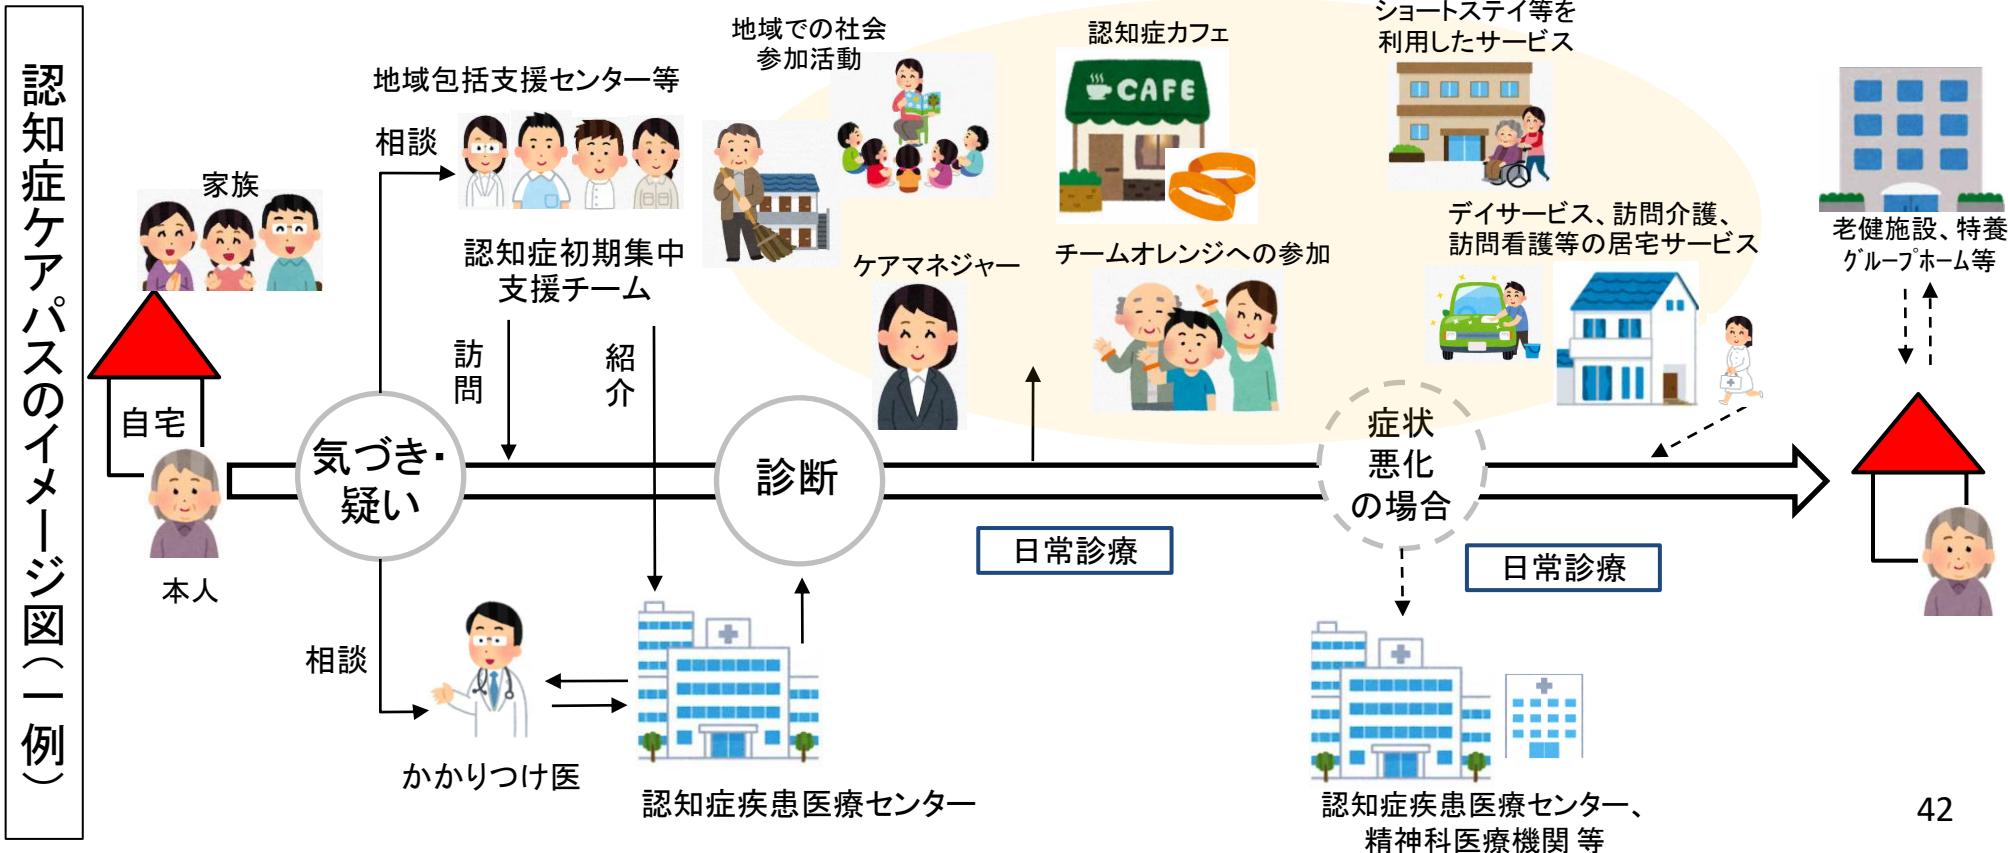 認知症ケアパスのイメージ図（一例）
家族
自宅
本人
地域包括支援センター等
相談
認知症初期集中
支援チーム
訪問
紹介
気づき・
疑い
相談
かかりつけ医
認知症疾患医療センター
診断
地域での社会
参加活動
ケアマネジャー
認知症カフェ
CAFE
チームオレンジへの参加
ショートステイ等を
利用したサービス
デイサービス、訪問介護、
訪問看護等の居宅サービス
日常診療
症状
悪化
の場合
日常診療
認知症疾患医療センター、
精神科医療機関 等
老健施設、特養
グループホーム等
42